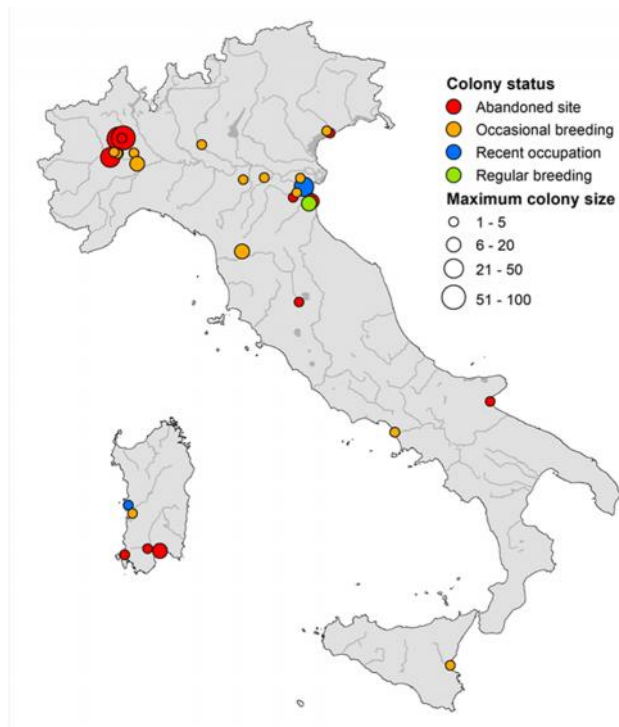 Colony status
Abandoned site
Occasional breeding
Recent occupation
Regular breeding
Maximum colony size
1 - 5
6 - 20
21 - 50
51 - 100